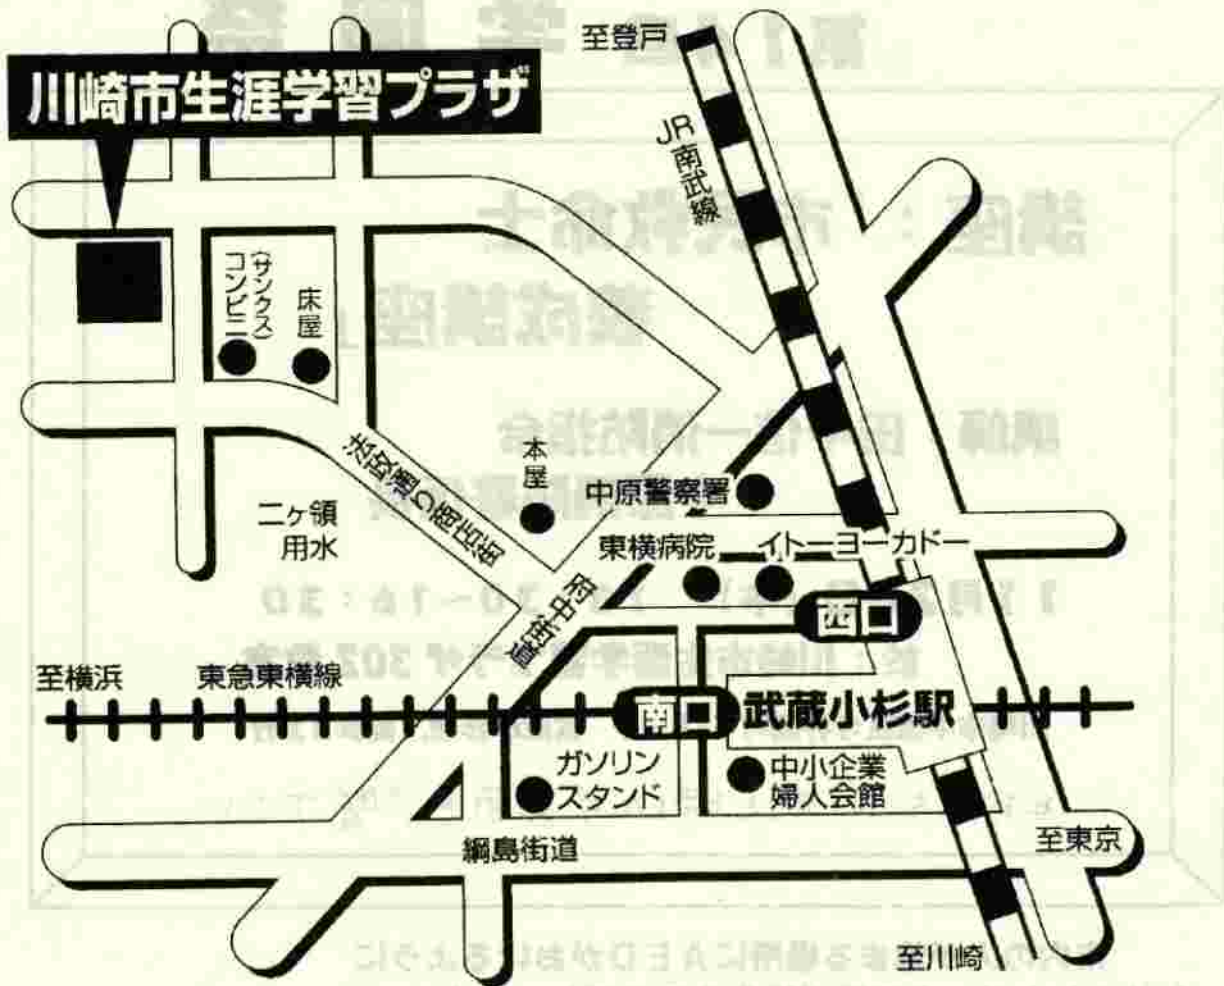 至登戸
川崎市生涯学習プラザ
JR南武線
コンビニ
(サンクス)
床屋
法政通り商店街
本屋
中原警察署
二ヶ領
用水
東横病院
イトーヨーカドー
府中街道
西口
至横浜
東急東横線
南口
武蔵小杉駅
ガソリン
スタンド
中小企業
婦人会館
綱島街道
至東京
至川崎